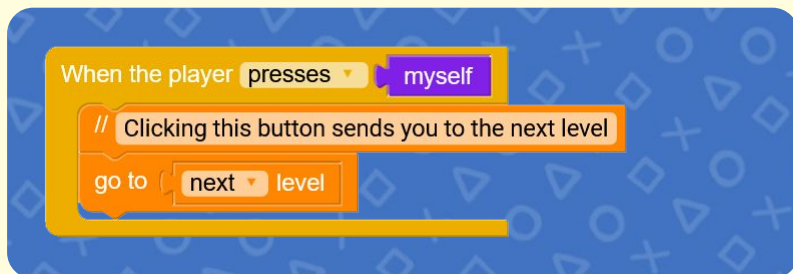 When the player presses myself
// Clicking this button sends you to the next level
go to next level